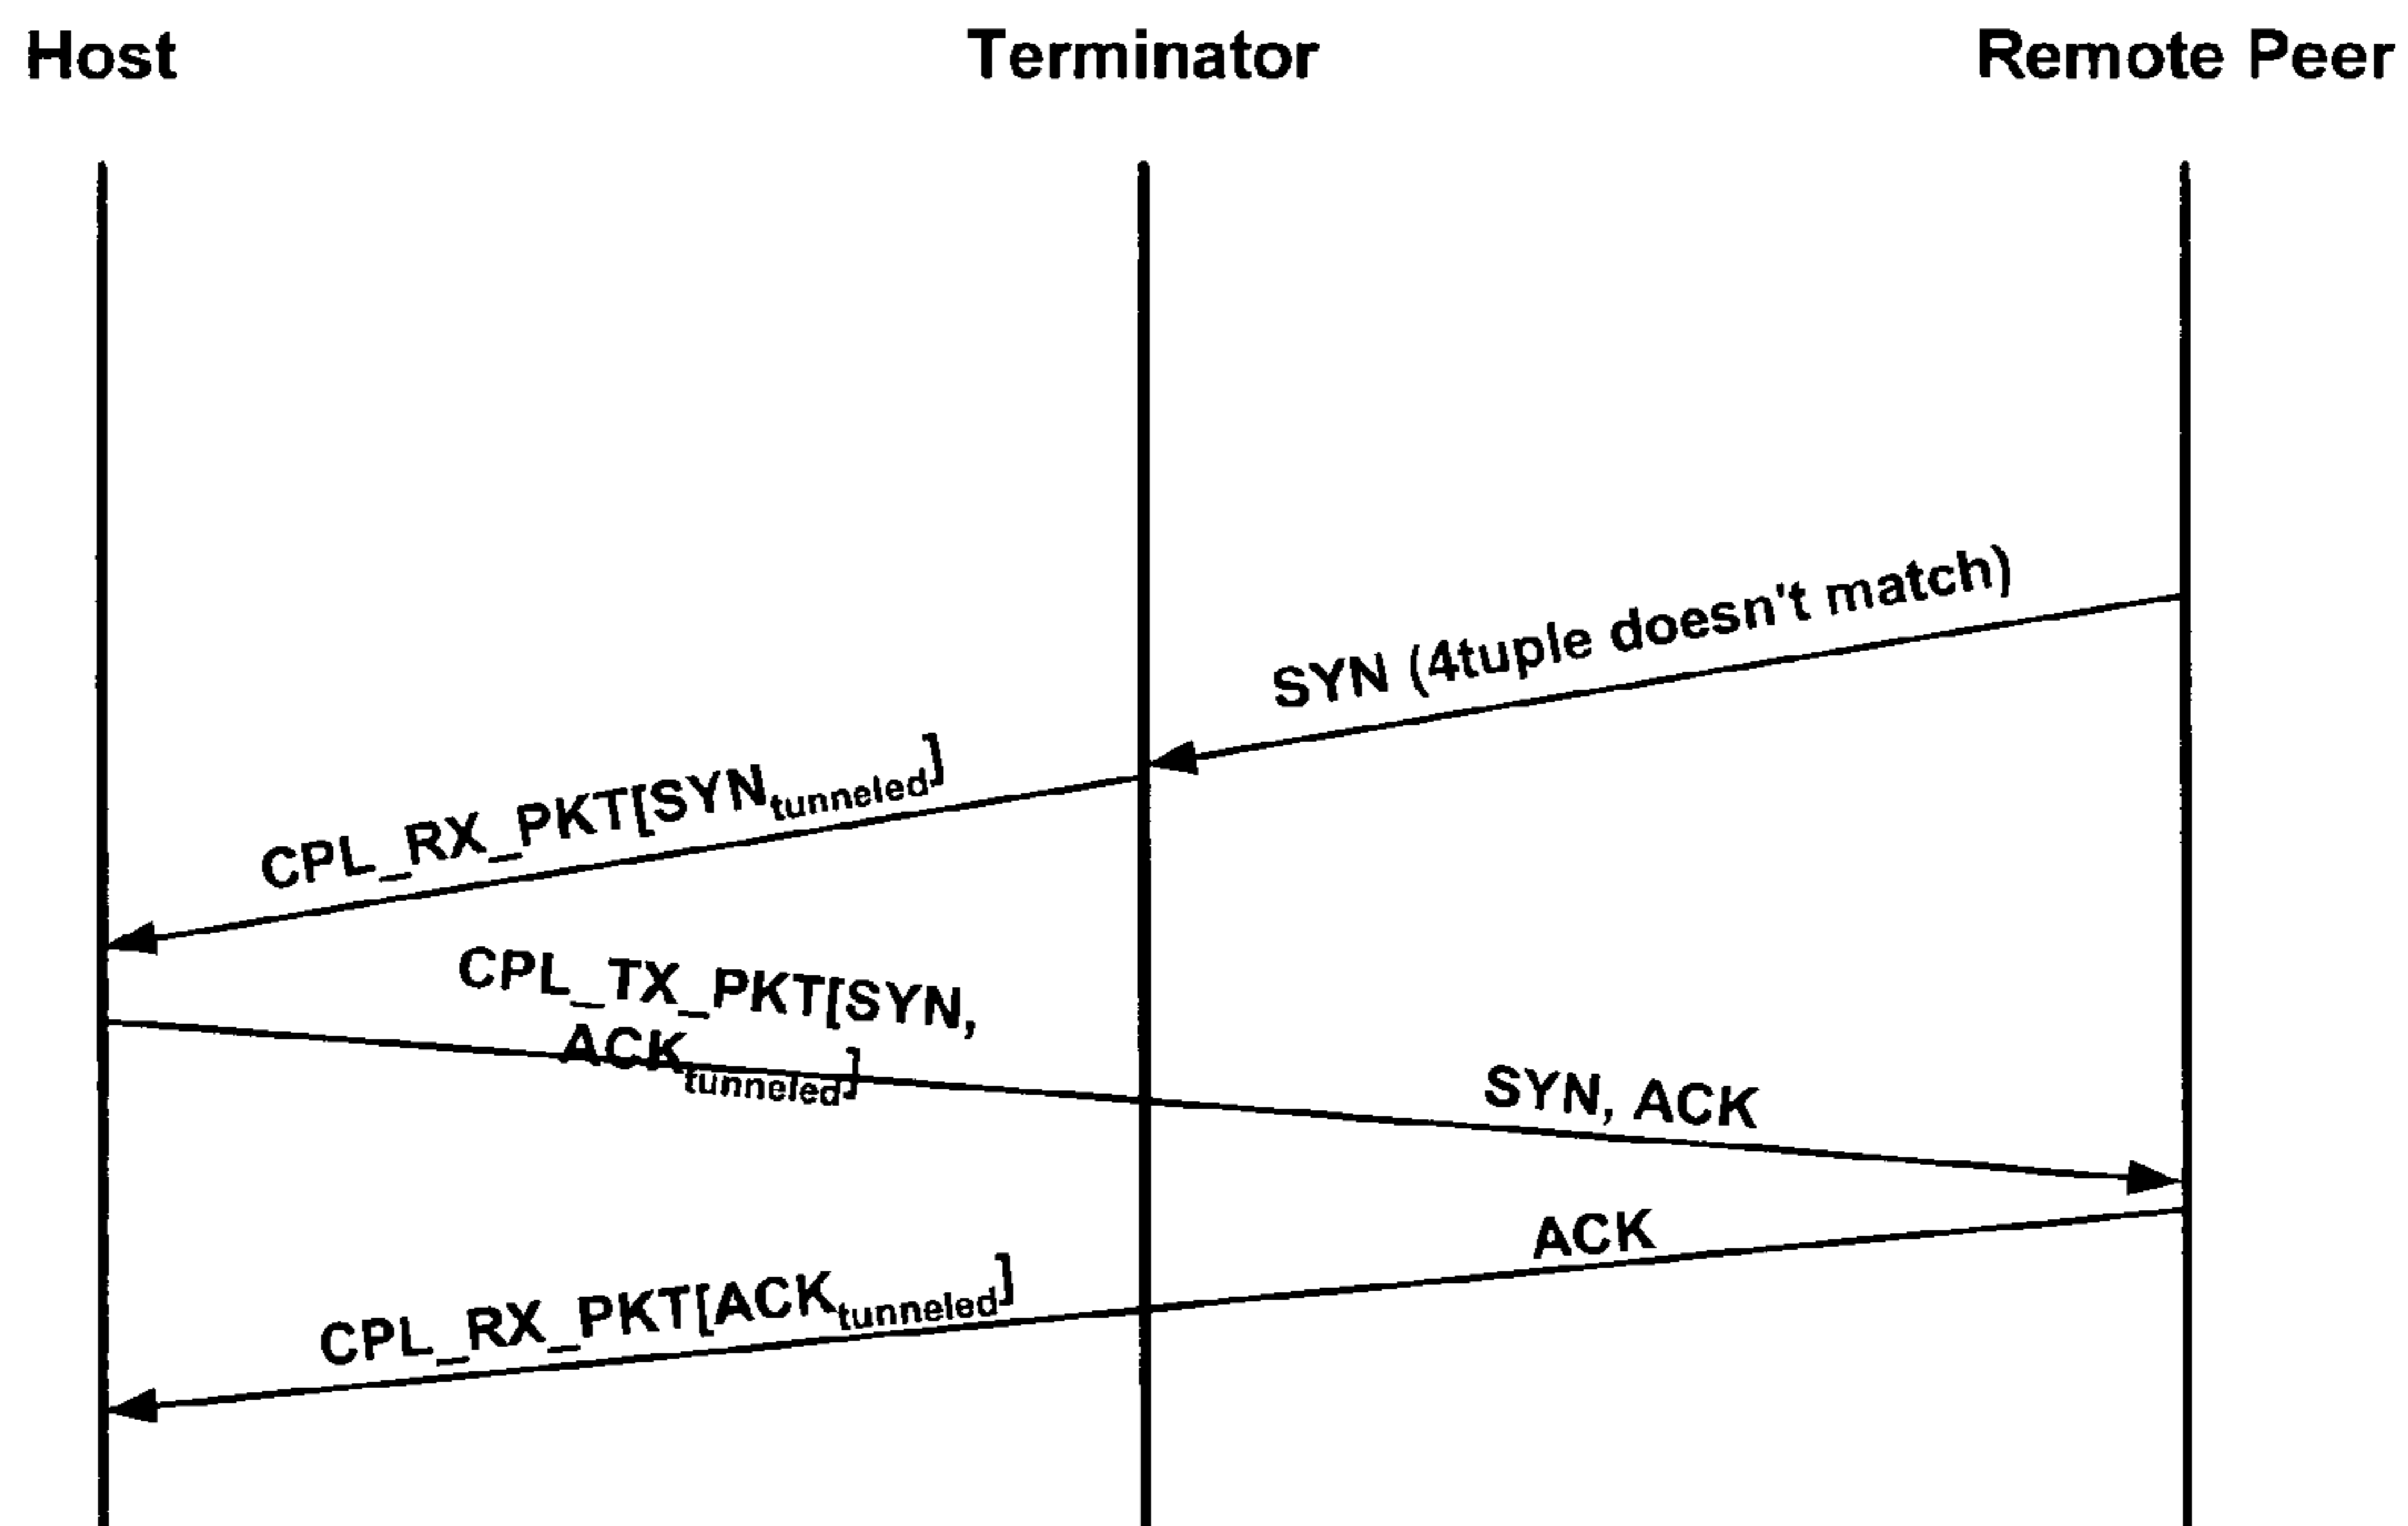 Host
Terminator
Remote Peer
SYN (4tuple doesn't match)
CPL_RX_PKT[SYNtunneled]
CPL_TX_PKT[SYN,
ACKtunneled]
SYN, ACK
ACK
CPL_RX_PKT[ACKtunneled]